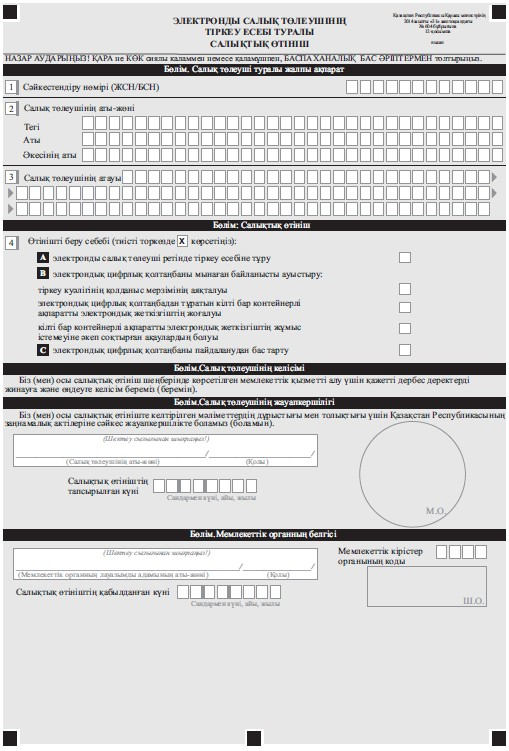 ЭЛЕКТРОНДЫ САЛЫҚ ТӨЛЕУШІНІҢ
ТІРКЕУ ЕСЕБІ ТУРАЛЫ
САЛЫҚТЫҚ ӨТІНІШ
Қазақстан Республикасы Қаржы министрінің
№ 604 бұйрығына
12 қосымша
НАЗАР АУДАРЫҢЫЗ! ҚАРА не КӨК сиялы қаламмен немесе қаламұшпен, БАСПАХАНАЛЫҚ БАС ӘРІПТЕРМЕН толтырыңыз.
Бөлім. Салық төлеуші туралы жалпы ақпарат
1 Сәйкестендіру нөмірі (ЖСН/БСН)
2 Салық төлеушінің аты-жөні
Тегі
Аты
Әкесінің аты
3 Салық төлеушінің атауы
Бөлім: Салықтық өтініш
4 Өтінішті беру себебі (тиісті торкөзде X көрсетіңіз):
A электронды салық төлеуші ретінде тіркеу есебіне тұру
B электронды цифрлық қолтаңбаны мынаған байланысты ауыстыру:
тіркеу куәлігінің қолданыс мерзімінің аяқталуы
электрондық цифрлық қолтаңбадан тұратын кілті бар контейнерлі
ақпаратты электрондық жеткізгіштің жоғалуы
кілті бар контейнерлі ақпаратты электрондық жеткізгіштің жұмыс
істемеуіне әкеп соқтырған ақаулардың болуы
C электрондық цифрлық қолтаңбаны пайдаланудан бас тарту
Бөлім.Салық төлеушінің келісімі
Біз (мен) осы салықтық өтініш шеңберінде көрсетілген мемлекеттік қызметті алу үшін қажетті дербес деректерді
жинауға және өңдеуге келісім береміз (беремін).
Бөлім.Салық төлеушінің жауапкершілігі
Біз (мен) осы салықтық өтініште келтірілген мәліметтердің дұрыстығы мен толықтығы үшін Қазақстан Республикасының
заңнамалық актілеріне сәйкес жауапкершілікте боламыз (боламын).
(Шектеу сызығынан шықпаңыз!)
(Салық төлеушінің аты-жөні) (Қолы)
Салықтық өтініштің
тапсырылған күні
Сандармен күні, айы, жылы
М.О.
Бөлім.Мемлекеттік органның белгісі
(Шектеу сызығынан шықпаңыз!)
(Мемлекеттік органның лауазымды адамының аты-жөні) (Қолы)
Мемлекеттік кірістер
органының коды
Салықтық өтініштің қабылданған күні
Сандармен күні, айы, жылы
Ш.О.